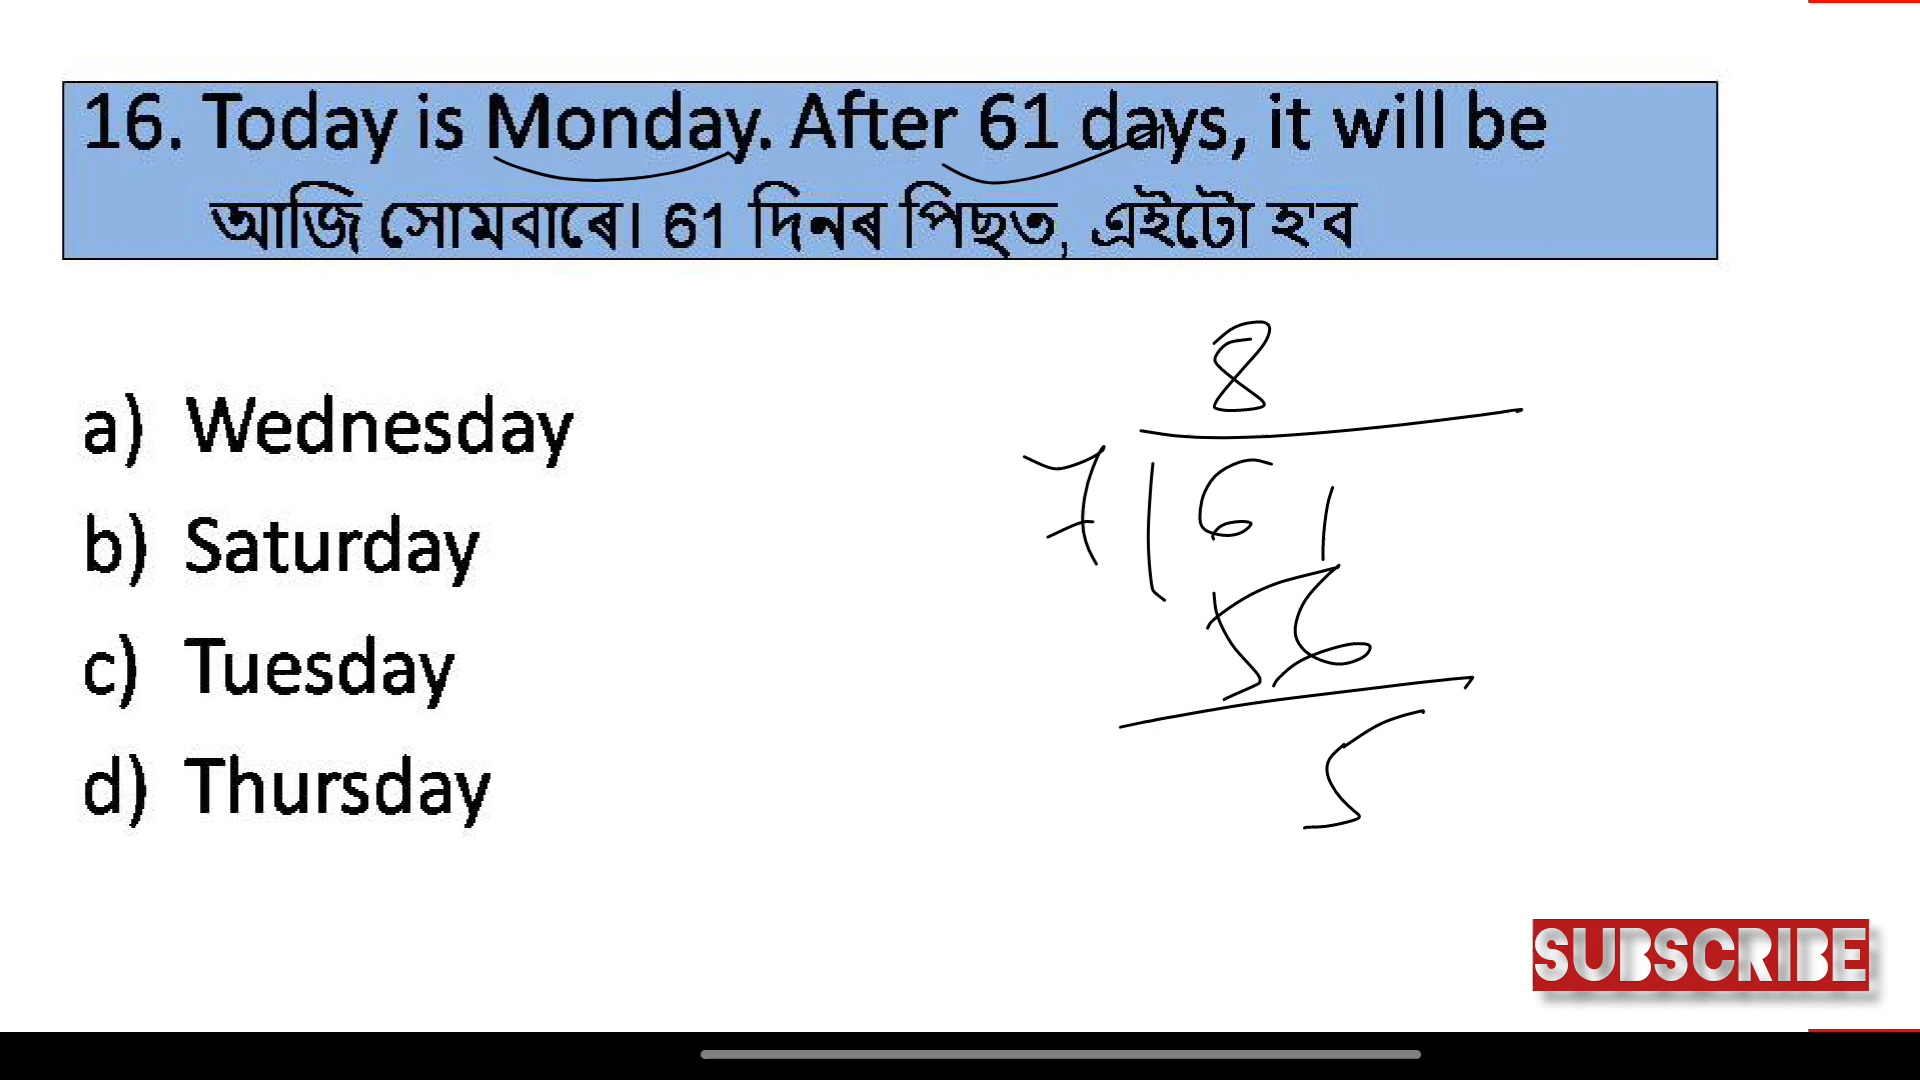 16. Today is Monday. After 61 days, it will be
আজি সোমবাৰে। 61 দিনৰ পিছত, এইটো হ'ব
a) Wednesday
b) Saturday
c) Tuesday
d) Thursday
8
7 | 61
56
5
SUBSCRIBE